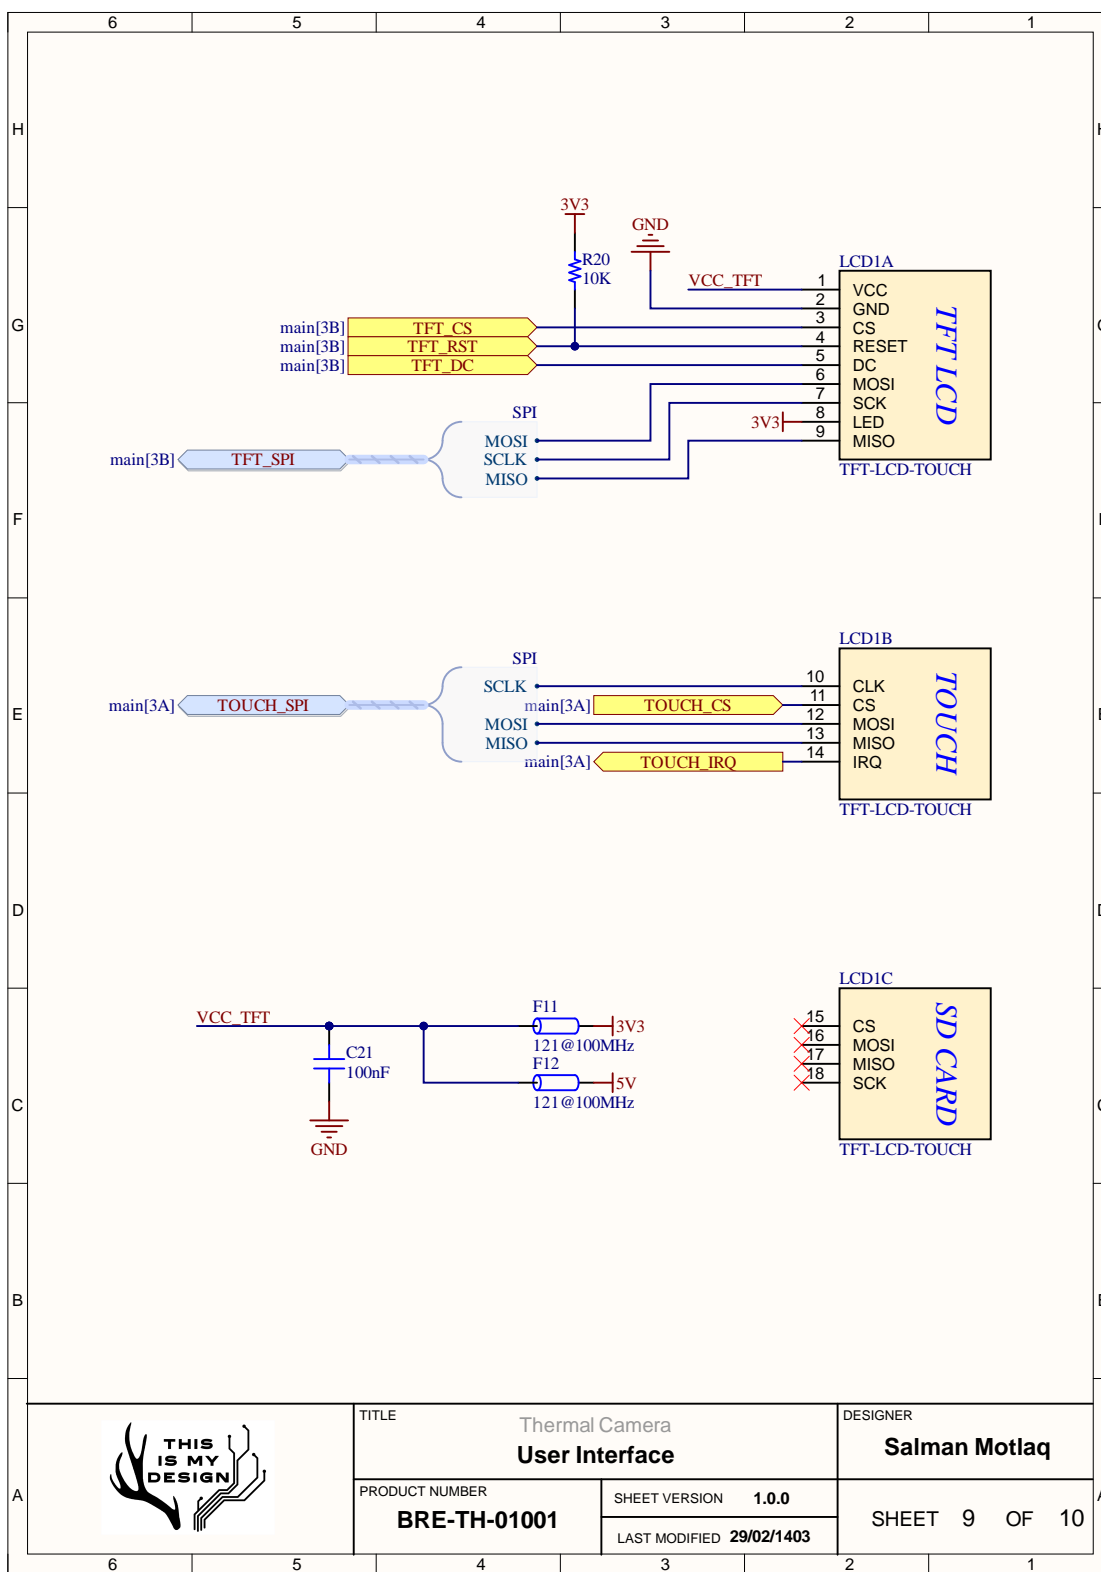 6 5 4 3 2 1
H
3V3
GND
R20
10K
LCD1A
VCC_TFT 1 VCC
2 GND
main[3B] TFT_CS 3 CS
main[3B] TFT_RST 4 RESET
main[3B] TFT_DC 5 DC
6 MOSI
7 SCK
3V3 8 LED
9 MISO
TFT LCD
TFT-LCD-TOUCH
G
SPI
MOSI
main[3B] TFT_SPI SCLK
MISO
F
LCD1B
SPI
SCLK 10 CLK
main[3A] TOUCH_SPI main[3A] TOUCH_CS 11 CS
MOSI 12 MOSI
MISO 13 MISO
main[3A] TOUCH_IRQ 14 IRQ
TOUCH
TFT-LCD-TOUCH
E
D
LCD1C
VCC_TFT F11 3V3
121@100MHz
C21
100nF
F12 5V
121@100MHz
GND
15 CS
16 MOSI
17 MISO
18 SCK
SD CARD
TFT-LCD-TOUCH
C
B
A
THIS
IS MY
DESIGN
TITLE
Thermal Camera
User Interface
DESIGNER
Salman Motlaq
PRODUCT NUMBER
BRE-TH-01001
SHEET VERSION 1.0.0
LAST MODIFIED 29/02/1403
SHEET 9 OF 10
6 5 4 3 2 1